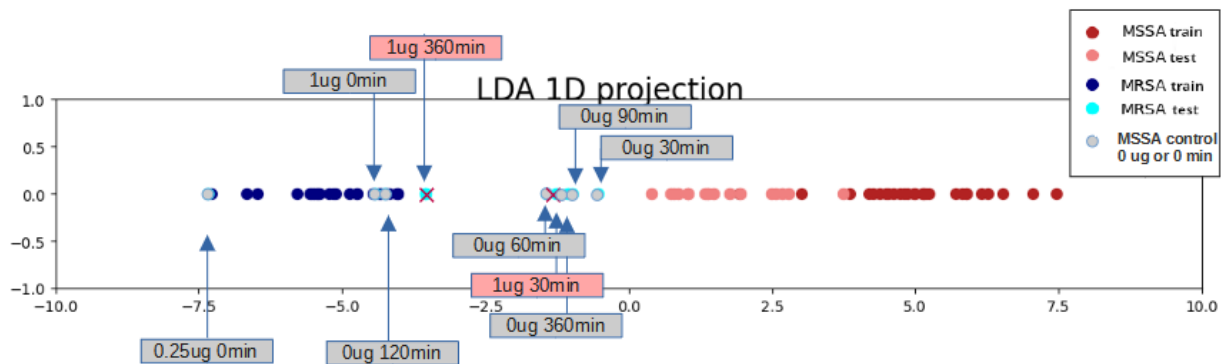 MSSA train
MSSA test
MRSA train
MRSA test
MSSA control
0 ug or 0 min
1ug 360min
1ug 0min
LDA 1D projection
0ug 90min
0ug 30min
1.0
0.5
0.0
−0.5
−1.0
0ug 60min
1ug 30min
0ug 360min
−10.0
−7.5
−5.0
−2.5
0.0
2.5
5.0
7.5
10.0
0.25ug 0min
0ug 120min